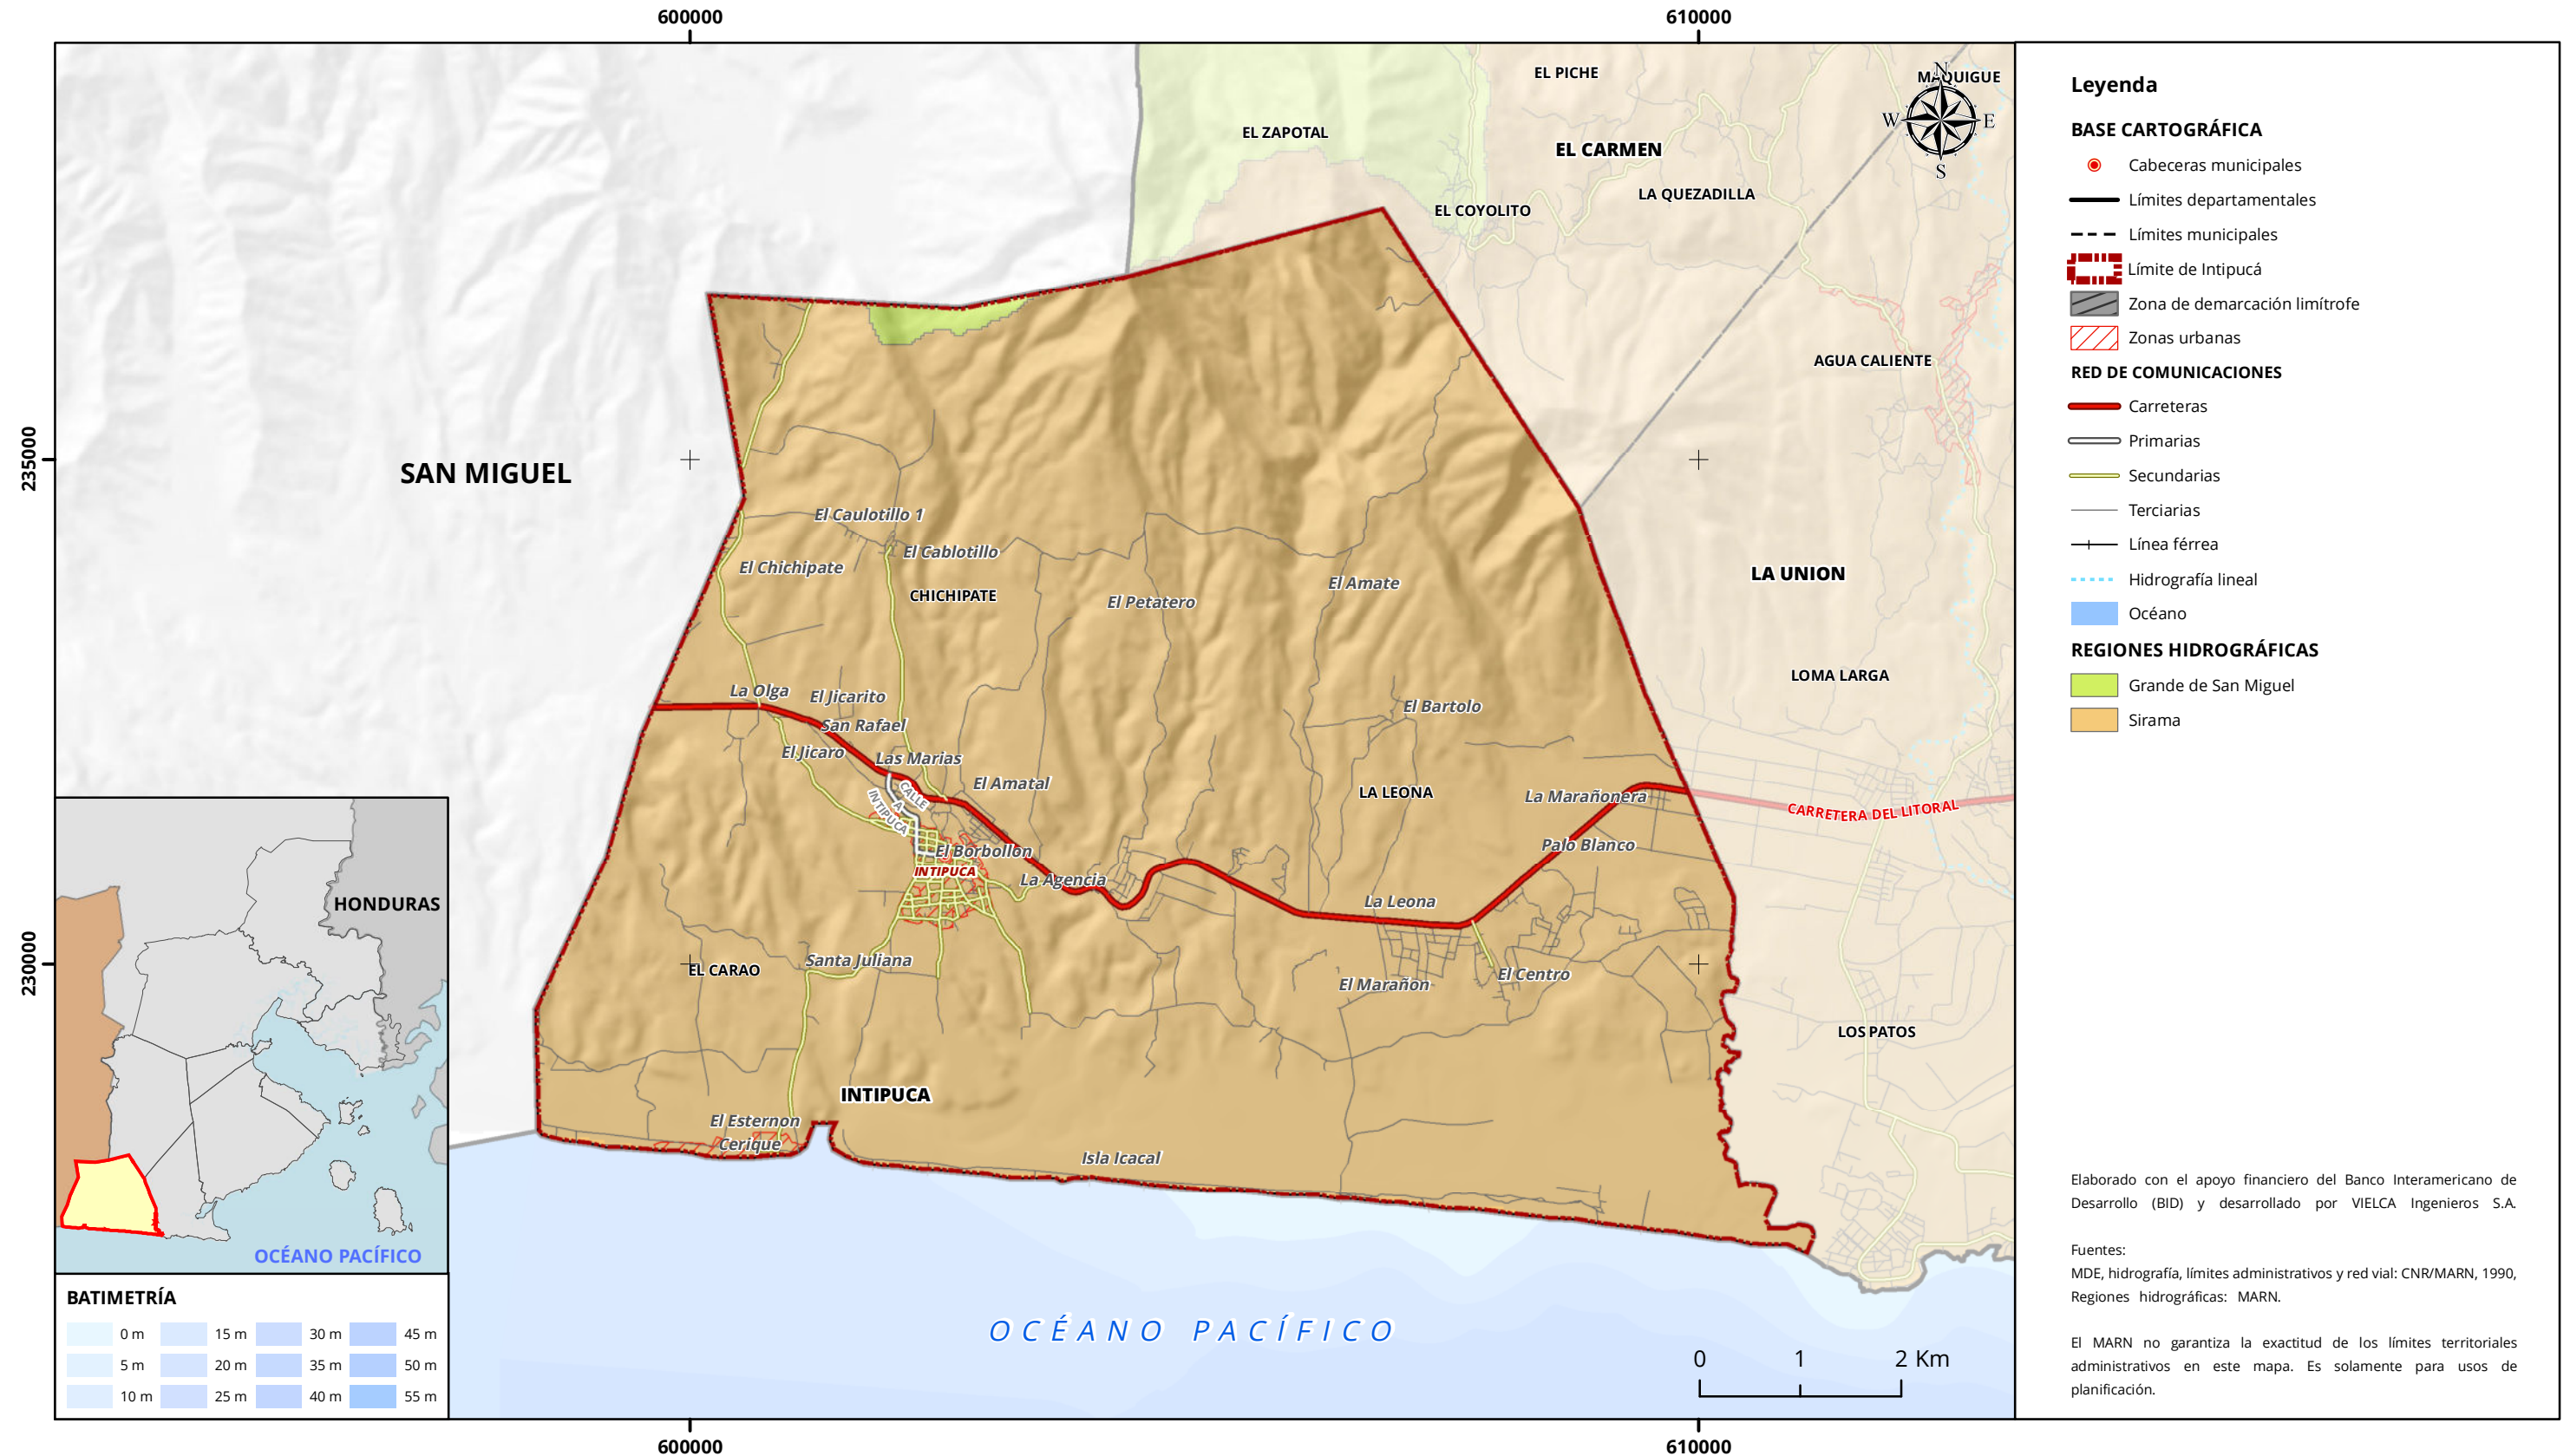 600000
610000
EL PICHE
MAQUIGUE
N
W
E
S
EL ZAPOTAL
EL CARMEN
LA QUEZADILLA
EL COYOLITO
AGUA CALIENTE
235000
SAN MIGUEL
El Caulotillo 1
El Cablotillo
El Chichipate
CHICHIPATE
El Petatero
El Amate
LA UNION
LOMA LARGA
La Olga
El Jicarito
San Rafael
El Bartolo
El Jicaro
Las Marias
El Amatal
CALLE
A
INTIPUCA
LA LEONA
La Marañonera
CARRETERA DEL LITORAL
Palo Blanco
El Borbollon
INTIPUCA
La Agencia
La Leona
230000
EL CARAO
Santa Juliana
El Marañon
El Centro
LOS PATOS
INTIPUCA
El Esternon
Cerique
Isla Icacal
OCÉANO PACÍFICO
0 1 2 Km
600000
610000
HONDURAS
OCÉANO PACÍFICO
BATIMETRÍA
0 m 15 m 30 m 45 m
5 m 20 m 35 m 50 m
10 m 25 m 40 m 55 m
Leyenda
BASE CARTOGRÁFICA
Cabeceras municipales
Límites departamentales
Límites municipales
Límite de Intipucá
Zona de demarcación limítrofe
Zonas urbanas
RED DE COMUNICACIONES
Carreteras
Primarias
Secundarias
Terciarias
Línea férrea
Hidrografía lineal
Océano
REGIONES HIDROGRÁFICAS
Grande de San Miguel
Sirama
Elaborado con el apoyo financiero del Banco Interamericano de
Desarrollo (BID) y desarrollado por VIELCA Ingenieros S.A.
Fuentes:
MDE, hidrografía, límites administrativos y red vial: CNR/MARN, 1990,
Regiones hidrográficas: MARN.
El MARN no garantiza la exactitud de los límites territoriales
administrativos en este mapa. Es solamente para usos de
planificación.